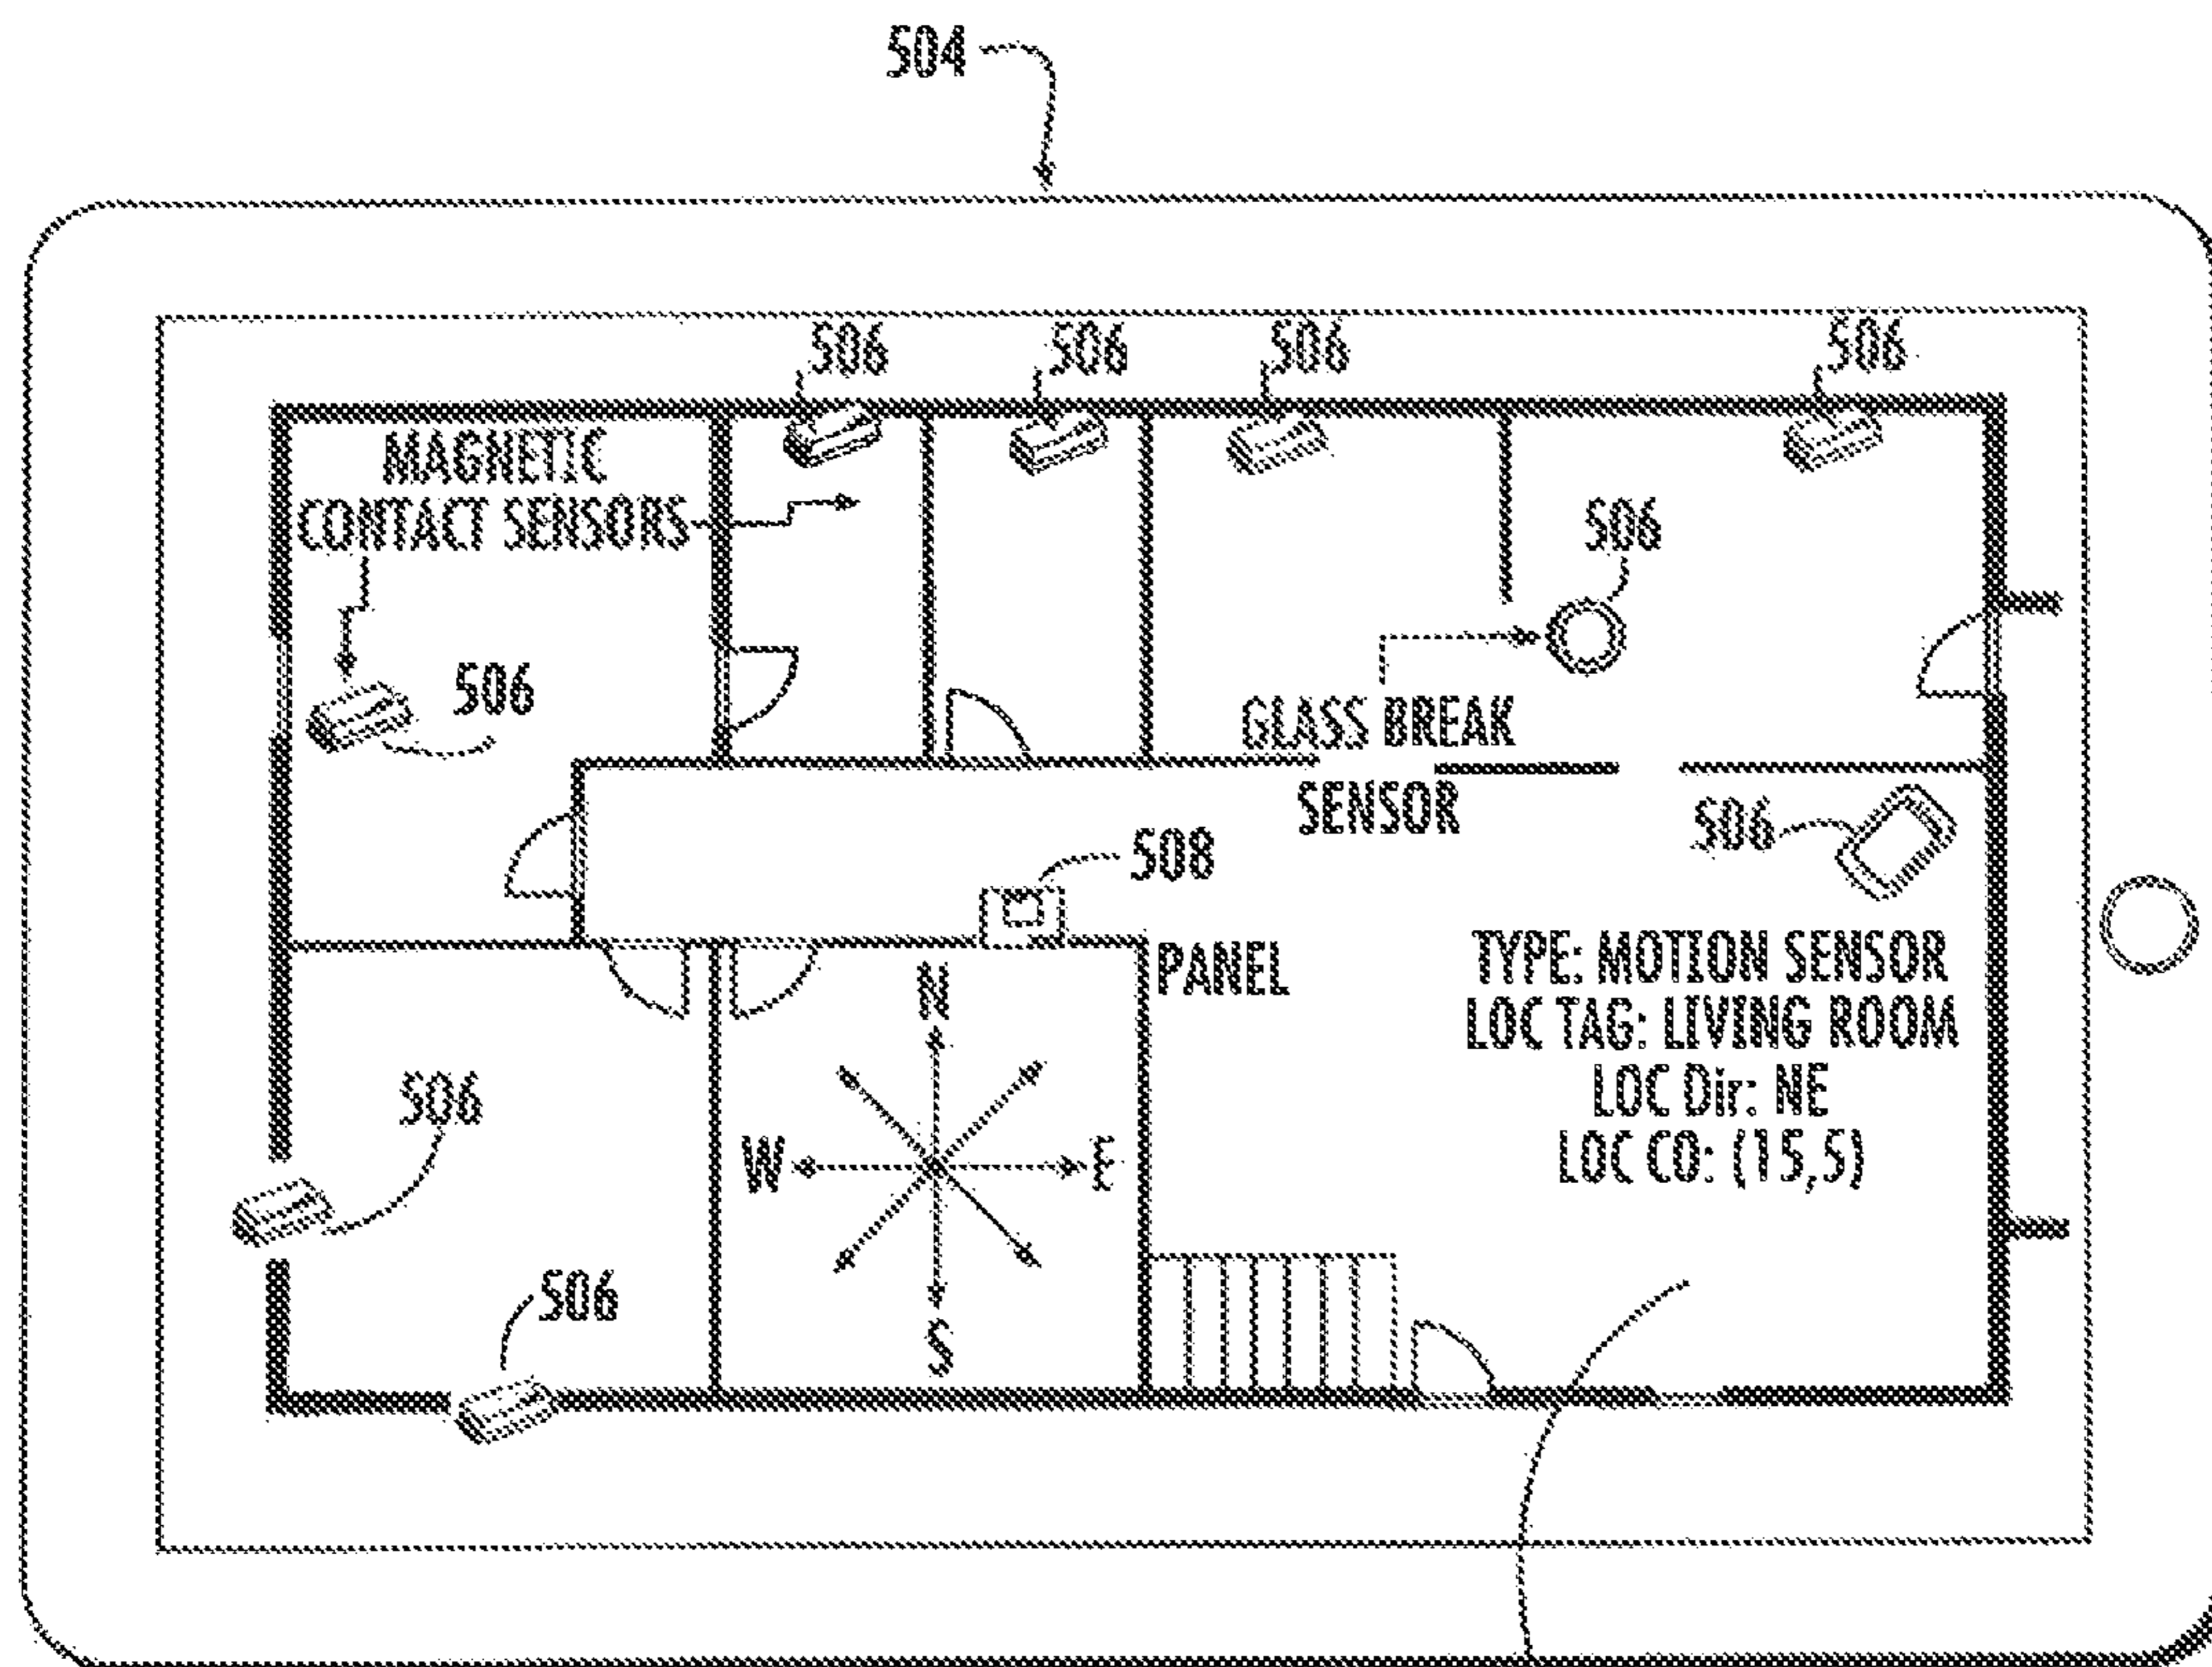 504
506 506 506 506
MAGNETIC
CONTACT SENSORS
506
506
GLASS BREAK
SENSOR
506
508
PANEL
TYPE: MOTION SENSOR
LOC TAG: LIVING ROOM
LOC Dir: NE
LOC CO: (15,5)
N
W E
S
506
506